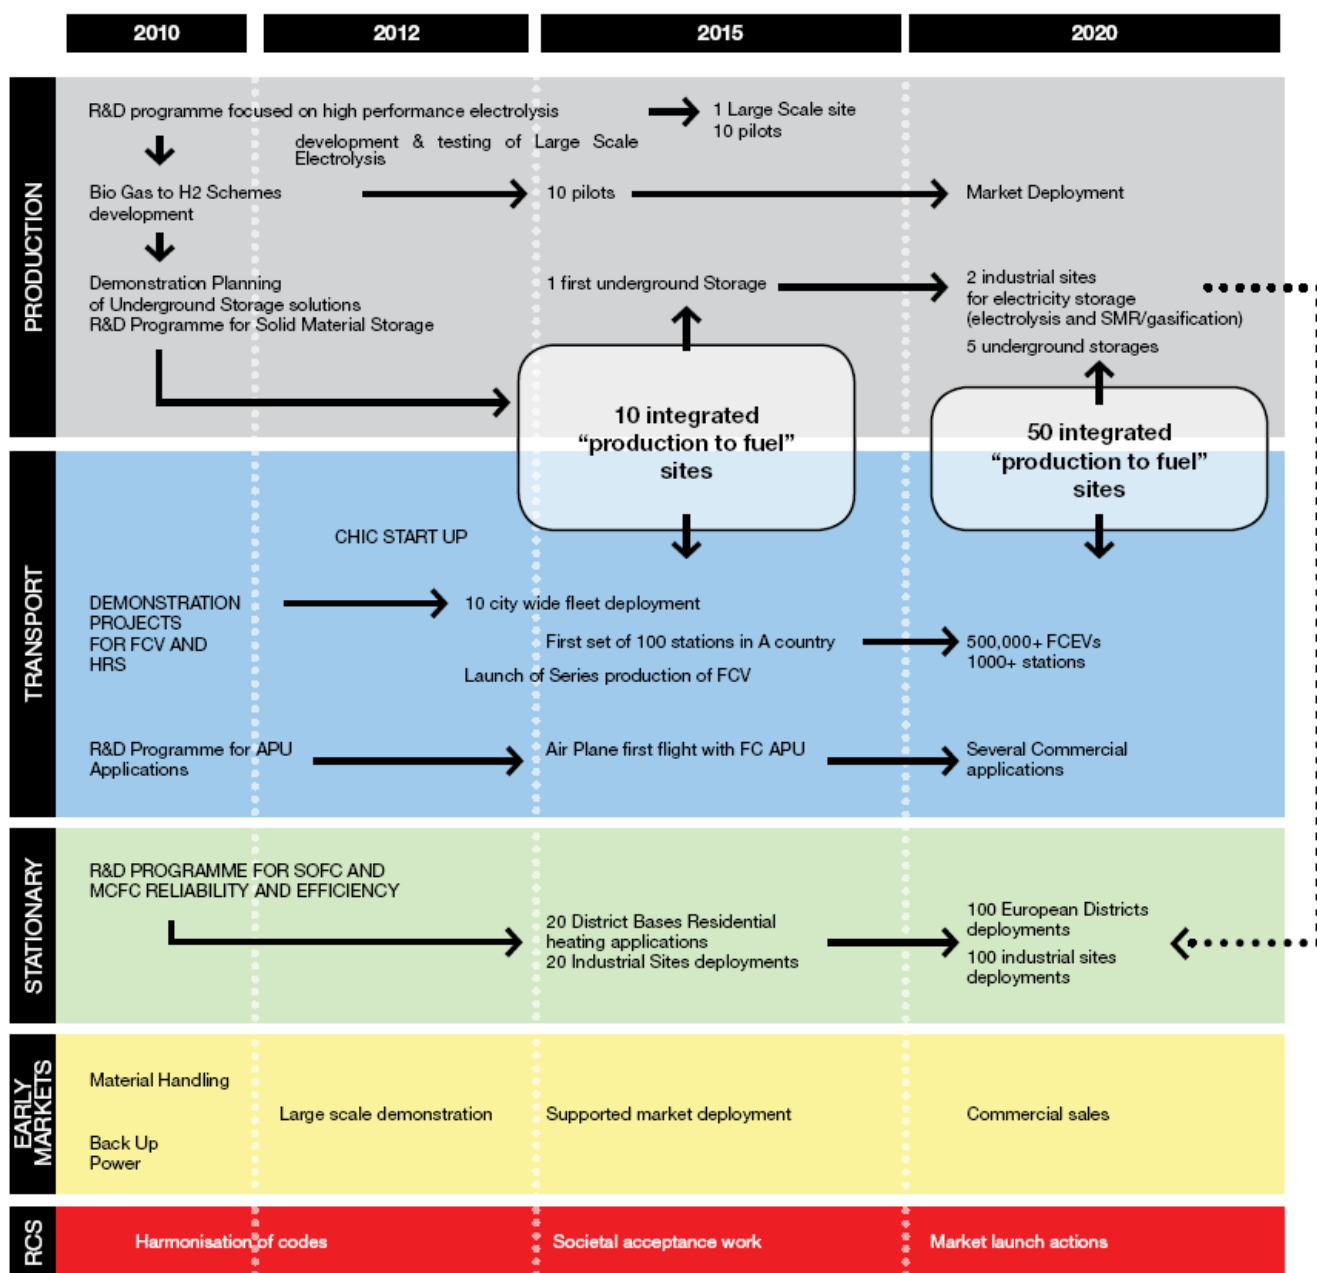 2010
2012
2015
2020
PRODUCTION
R&D programme focused on high performance electrolysis
1 Large Scale site
10 pilots
development & testing of Large Scale
Electrolysis
Bio Gas to H2 Schemes
development
10 pilots
Market Deployment
Demonstration Planning
of Underground Storage solutions
R&D Programme for Solid Material Storage
1 first underground Storage
2 industrial sites
for electricity storage
(electrolysis and SMR/gasification)
5 underground storages
10 integrated
“production to fuel”
sites
50 integrated
“production to fuel”
sites
TRANSPORT
CHIC START UP
DEMONSTRATION
PROJECTS
FOR FCV AND
HRS
10 city wide fleet deployment
First set of 100 stations in A country
Launch of Series production of FCV
500,000+ FCEVs
1000+ stations
R&D Programme for APU
Applications
Air Plane first flight with FC APU
Several Commercial
applications
STATIONARY
R&D PROGRAMME FOR SOFC AND
MCFC RELIABILITY AND EFFICIENCY
20 District Bases Residential
heating applications
20 Industrial Sites deployments
100 European Districts
deployments
100 industrial sites
deployments
EARLY
MARKETS
Material Handling
Back Up
Power
Large scale demonstration
Supported market deployment
Commercial sales
RCS
Harmonisation of codes
Societal acceptance work
Market launch actions